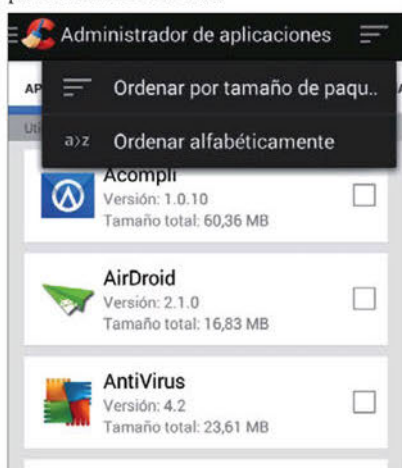 Administrador de aplicaciones
AP
Ordenar por tamaño de paqu..
a>z Ordenar alfabéticamente
Acompli
Versión: 1.0.10
Tamaño total: 60,36 MB
AirDroid
Versión: 2.1.0
Tamaño total: 16,83 MB
AntiVirus
Versión: 4.2
Tamaño total: 23,61 MB